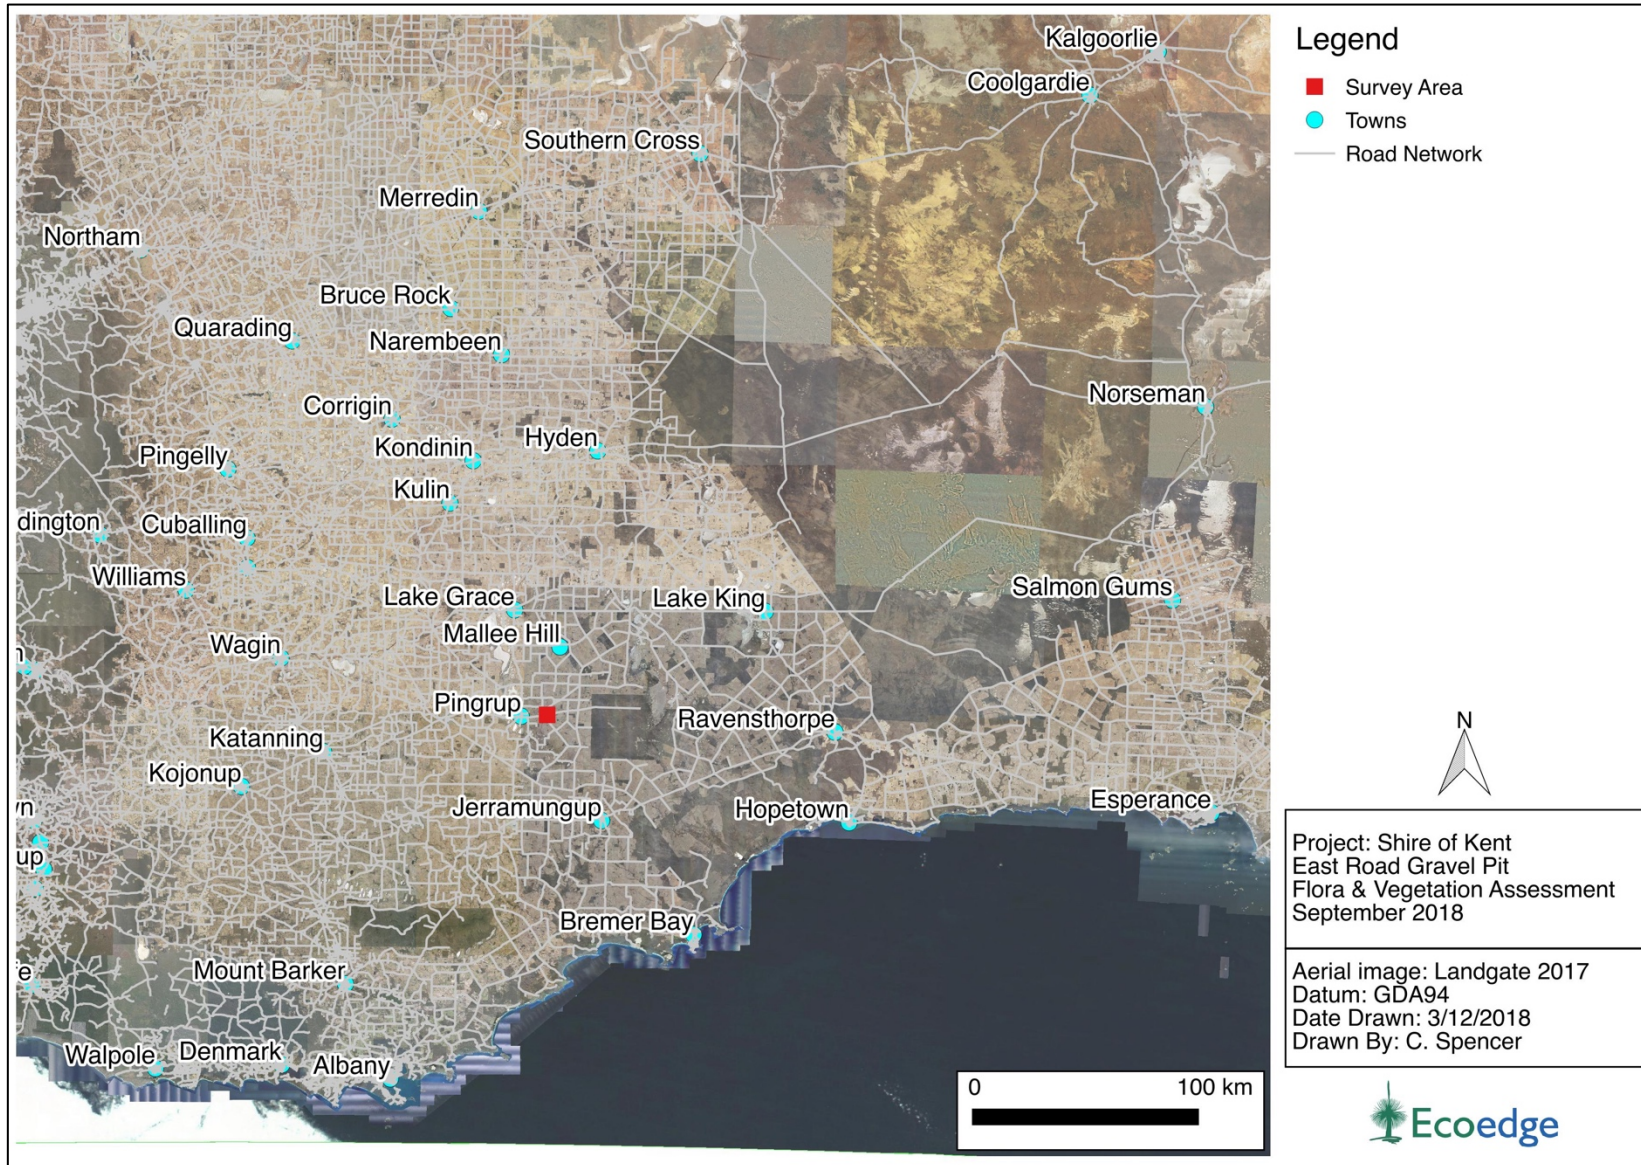 Kalgoorlie
Coolgardie
Southern Cross
Merredin
Northam
Bruce Rock
Quarading
Narembeen
Norseman
Corrigin
Hyden
Kondinin
Pingelly
Kulin
dington
Cuballing
Williams
Salmon Gums
Lake Grace
Lake King
Mallee Hill
Wagin
n
Pingrup
Ravensthorpe
Katanning
Kojonup
Esperance
Jerramungup
Hopetown
vn
up
Bremer Bay
Mount Barker
fe
Walpole
Denmark
Albany
0 100 km
Legend
Survey Area
Towns
Road Network
N
Project: Shire of Kent
East Road Gravel Pit
Flora & Vegetation Assessment
September 2018
Aerial image: Landgate 2017
Datum: GDA94
Date Drawn: 3/12/2018
Drawn By: C. Spencer
Ecoedge